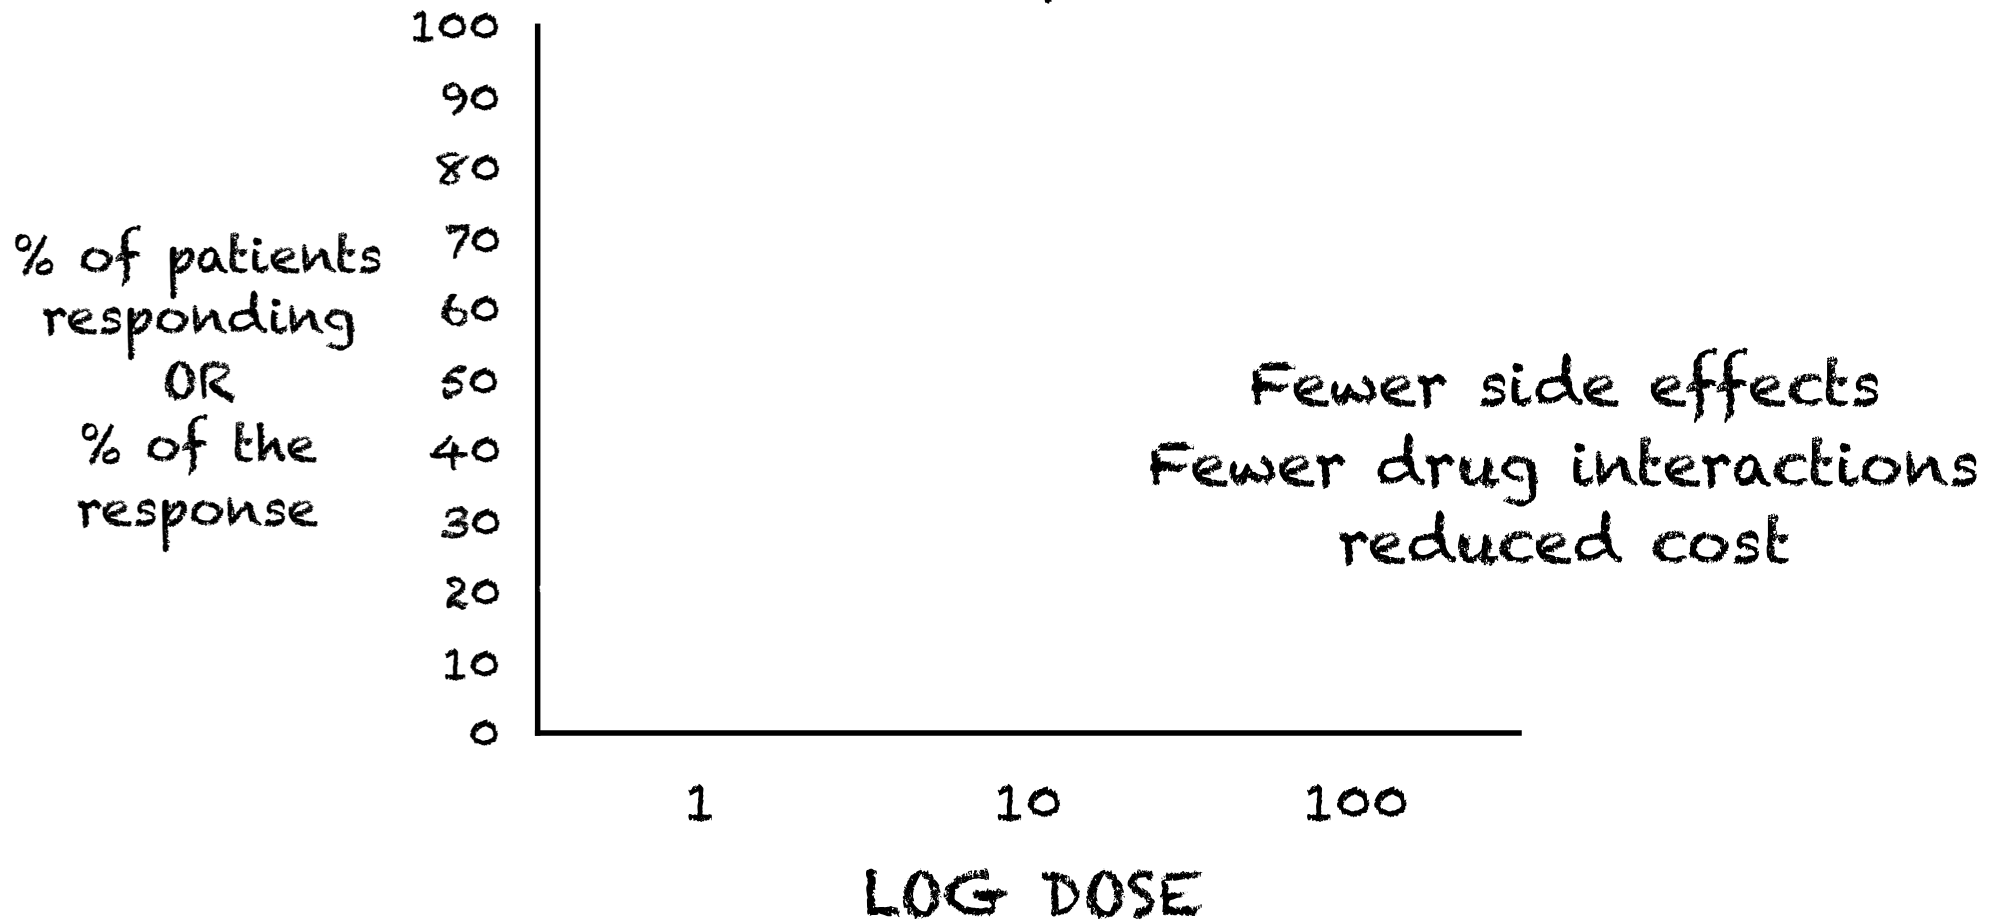 100
90
80
70
60
50
40
30
20
10
0
% of patients
responding
OR
% of the
response
Fewer side effects
Fewer drug interactions
reduced cost
1 10 100
LOG DOSE